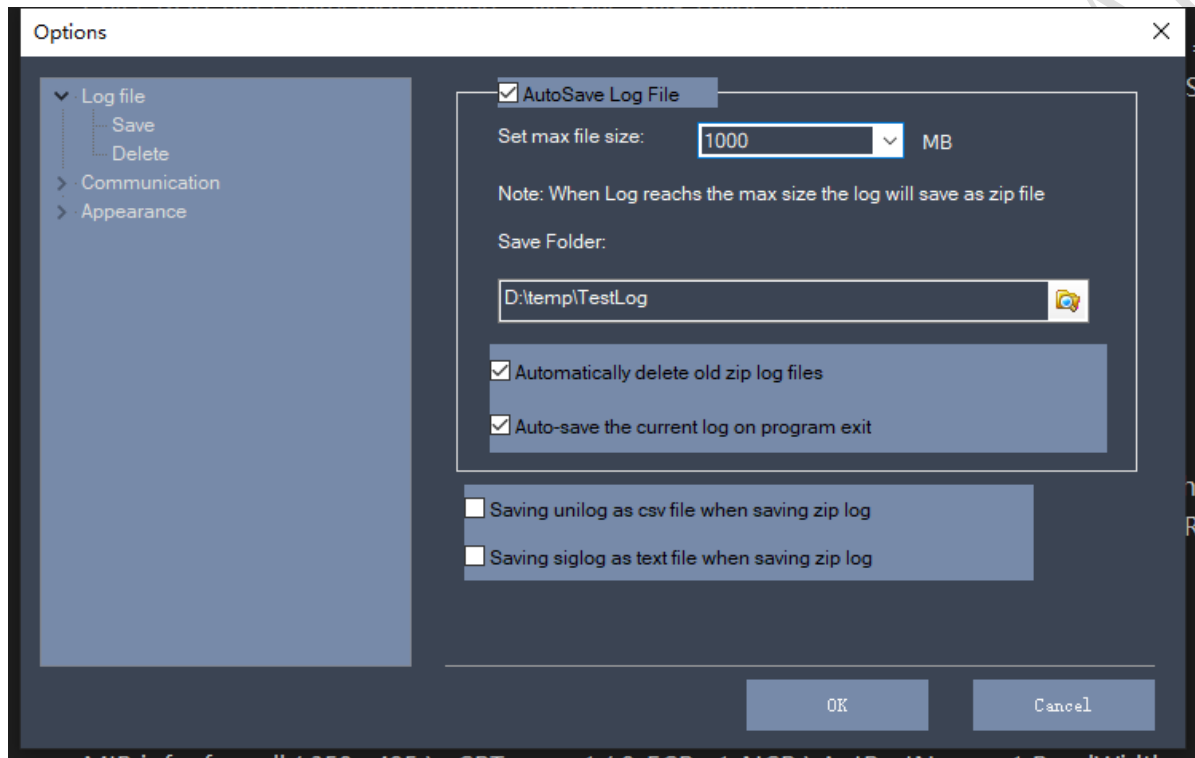 Options
Log file
Save
Delete
Communication
Appearance
AutoSave Log File
Set max file size: 1000 MB
Note: When Log reachs the max size the log will save as zip file
Save Folder:
D:\temp\TestLog
Automatically delete old zip log files
Auto-save the current log on program exit
Saving unilog as csv file when saving zip log
Saving siglog as text file when saving zip log
OK Cancel